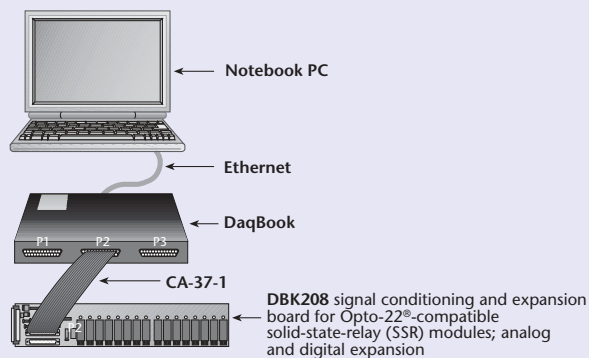 Notebook PC
Ethernet
DaqBook
P1 P2 P3
CA-37-1
P2
DBK208 signal conditioning and expansion
board for Opto-22®-compatible
solid-state-relay (SSR) modules; analog
and digital expansion